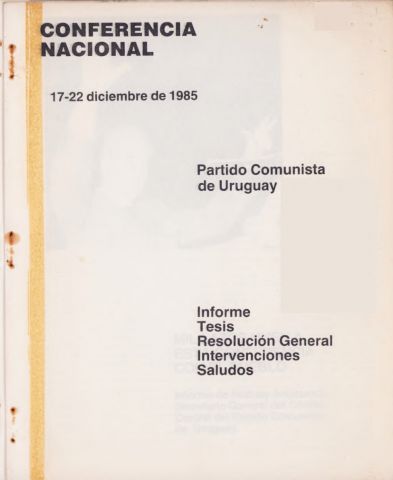 CONFERENCIA
NACIONAL
17-22 diciembre de 1985
Partido Comunista
de Uruguay
Informe
Tesis
Resolución General
Intervenciones
Saludos